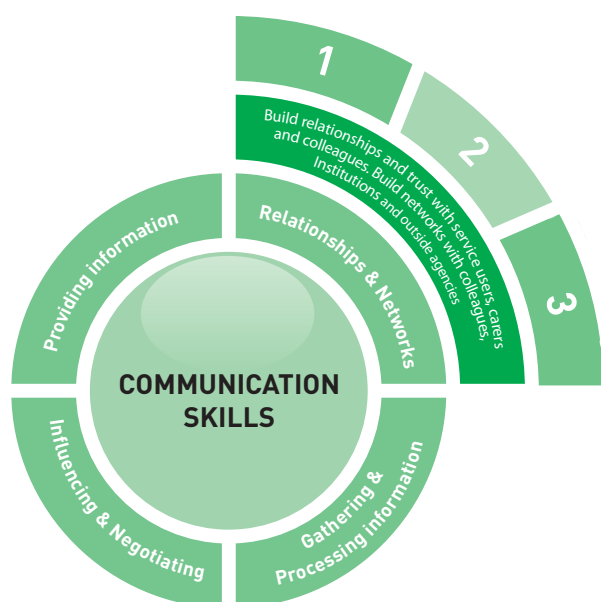 1
2
3
Build relationships and trust with service users, carers
and colleagues. Build networks with colleagues,
Institutions and outside agencies
Providing information
Relationships & Networks
COMMUNICATION
SKILLS
Influencing & Negotiating
Gathering &
Processing information